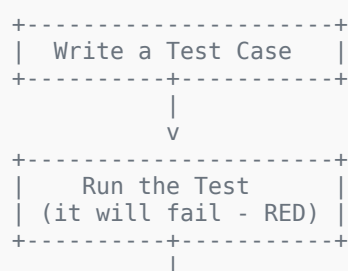 Write a Test Case
v
Run the Test
(it will fail - RED)